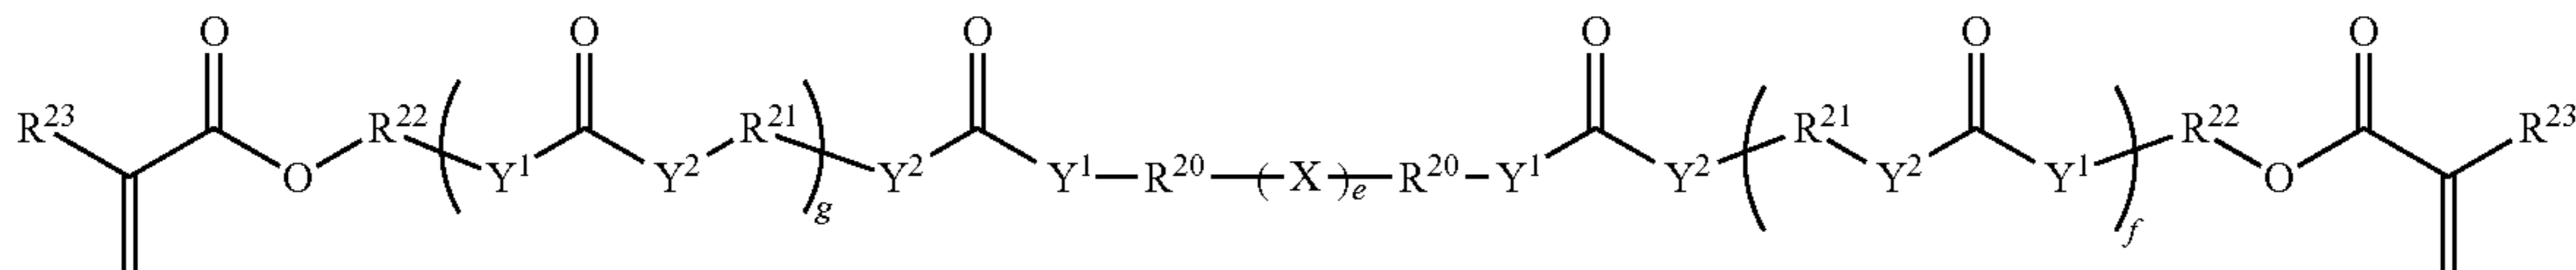 O O O O O O
R²³ R²² R²¹ R²¹ R²² R²³
O Y¹ Y² g Y² Y¹—R²⁰—(X)e—R²⁰—Y¹ Y² Y² Y¹ f O